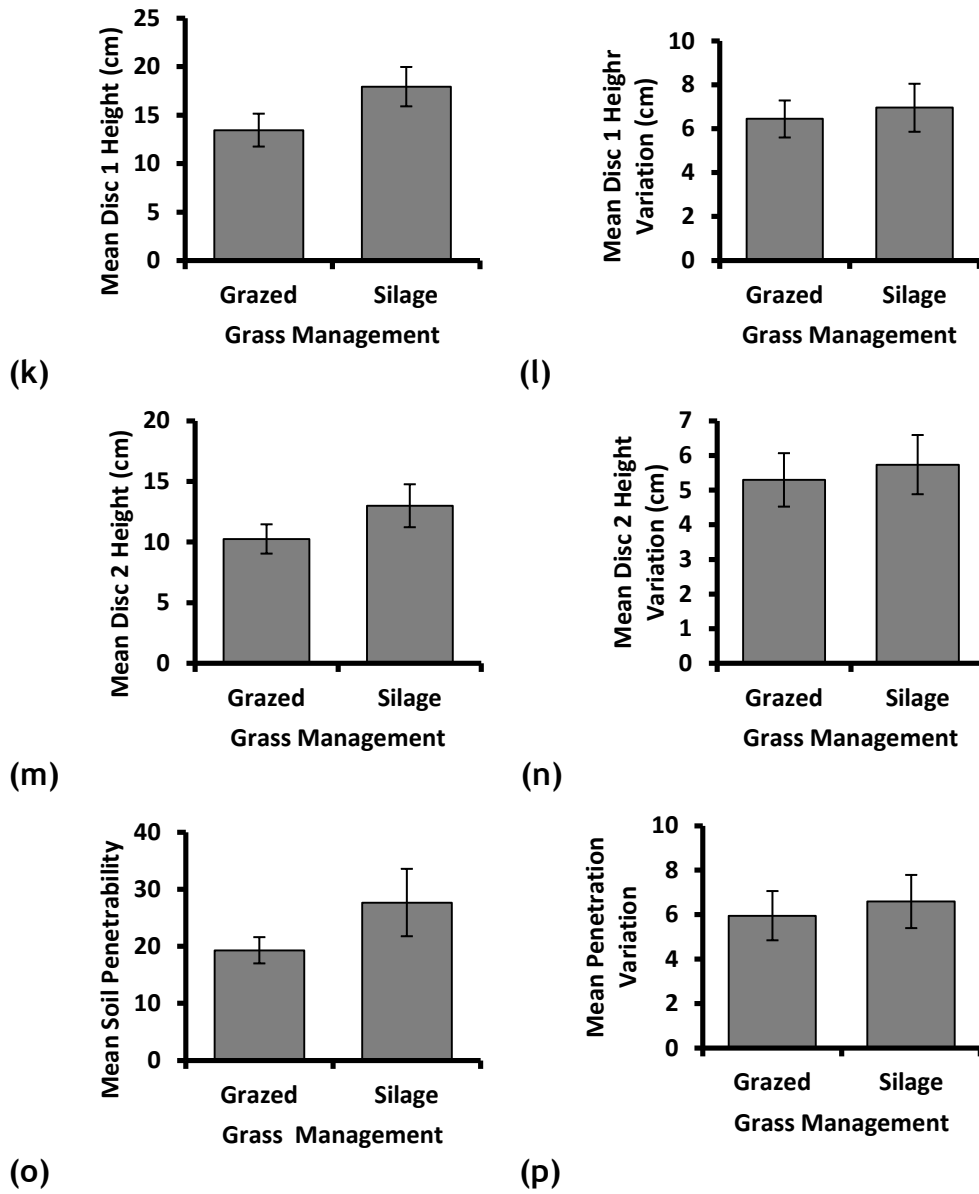 Mean Disc 1 Height (cm)
25
20
15
10
5
0
Grazed Silage
Grass Management
(k)
Mean Disc 1 Heighr
Variation (cm)
10
8
6
4
2
0
Grazed Silage
Grass Management
(l)
Mean Disc 2 Height (cm)
20
15
10
5
0
Grazed Silage
Grass Management
(m)
Mean Disc 2 Height
Variation (cm)
7
6
5
4
3
2
1
0
Grazed Silage
Grass Management
(n)
Mean Soil Penetrability
40
30
20
10
0
Grazed Silage
Grass Management
(o)
Mean Penetration
Variation
10
8
6
4
2
0
Grazed Silage
Grass Management
(p)